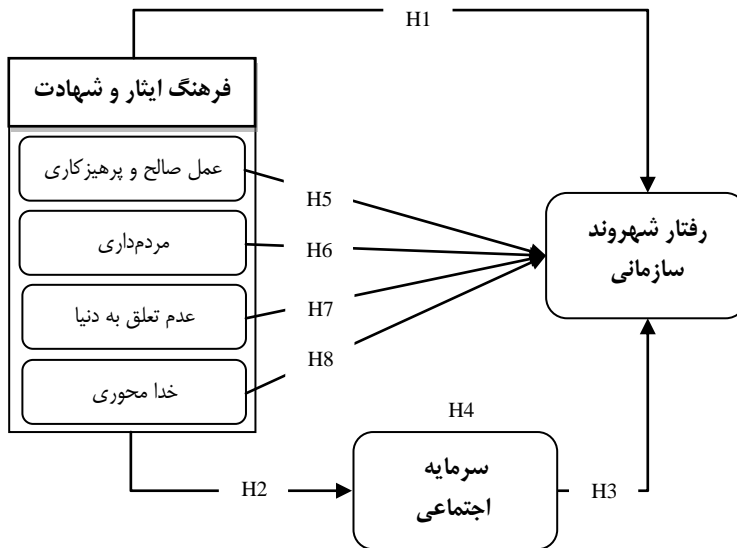 H1
فرهنگ ایثار و شهادت
عمل صالح و پرهیزکاری
H5
مردم‌داری
H6
رفتار شهروند
سازمانی
عدم تعلق به دنیا
H7
خدا محوری
H8
H4
سرمایه
اجتماعی
H2
H3